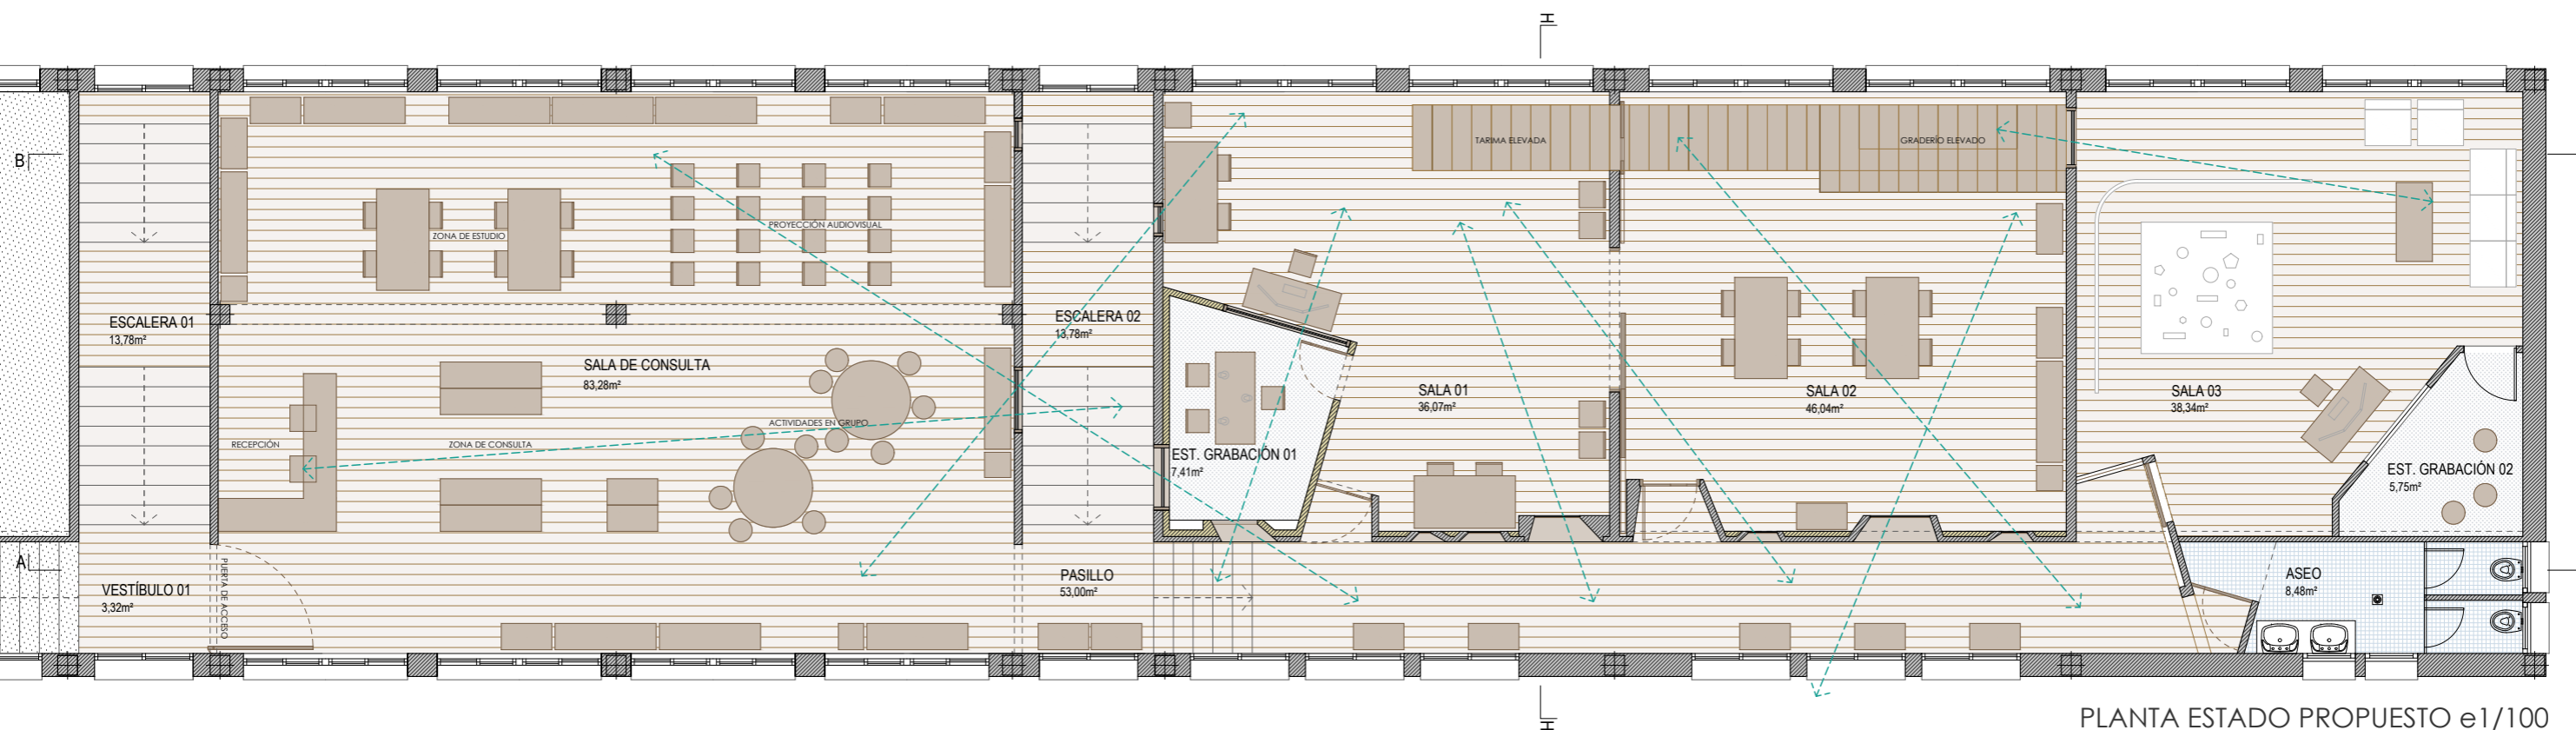 H
B
TARIMA ELEVADA
GRADERÍO ELEVADO
PROYECCIÓN AUDIOVISUAL
ZONA DE ESTUDIO
ESCALERA 01
13,78m²
ESCALERA 02
13,78m²
SALA DE CONSULTA
83,28m²
SALA 01
36,07m²
SALA 02
46,04m²
SALA 03
38,34m²
ACTIVIDADES EN GRUPO
RECEPCIÓN
ZONA DE CONSULTA
EST. GRABACIÓN 01
7,41m²
EST. GRABACIÓN 02
5,75m²
A
VESTÍBULO 01
3,32m²
PUERTA DE ACCESO
PASILLO
53,00m²
ASEO
8,48m²
H
PLANTA ESTADO PROPUESTO e1/100